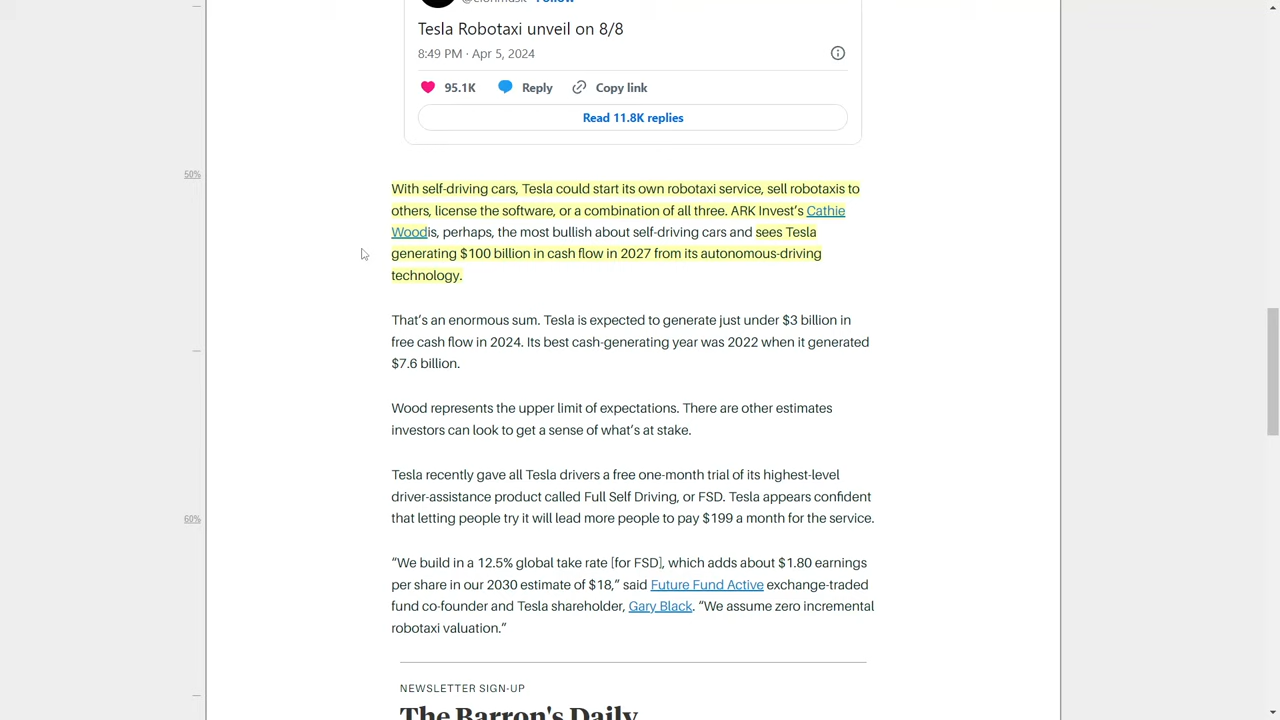 @elonmusk · Follow
Tesla Robotaxi unveil on 8/8
8:49 PM · Apr 5, 2024
95.1K Reply Copy link
Read 11.8K replies
50%
With self-driving cars, Tesla could start its own robotaxi service, sell robotaxis to
others, license the software, or a combination of all three. ARK Invest’s Cathie
Woodis, perhaps, the most bullish about self-driving cars and sees Tesla
generating $100 billion in cash flow in 2027 from its autonomous-driving
technology.
That’s an enormous sum. Tesla is expected to generate just under $3 billion in
free cash flow in 2024. Its best cash-generating year was 2022 when it generated
$7.6 billion.
Wood represents the upper limit of expectations. There are other estimates
investors can look to get a sense of what’s at stake.
Tesla recently gave all Tesla drivers a free one-month trial of its highest-level
driver-assistance product called Full Self Driving, or FSD. Tesla appears confident
that letting people try it will lead more people to pay $199 a month for the service.
60%
“We build in a 12.5% global take rate [for FSD], which adds about $1.80 earnings
per share in our 2030 estimate of $18,” said Future Fund Active exchange-traded
fund co-founder and Tesla shareholder, Gary Black. “We assume zero incremental
robotaxi valuation.”
NEWSLETTER SIGN-UP
The Barron's Daily